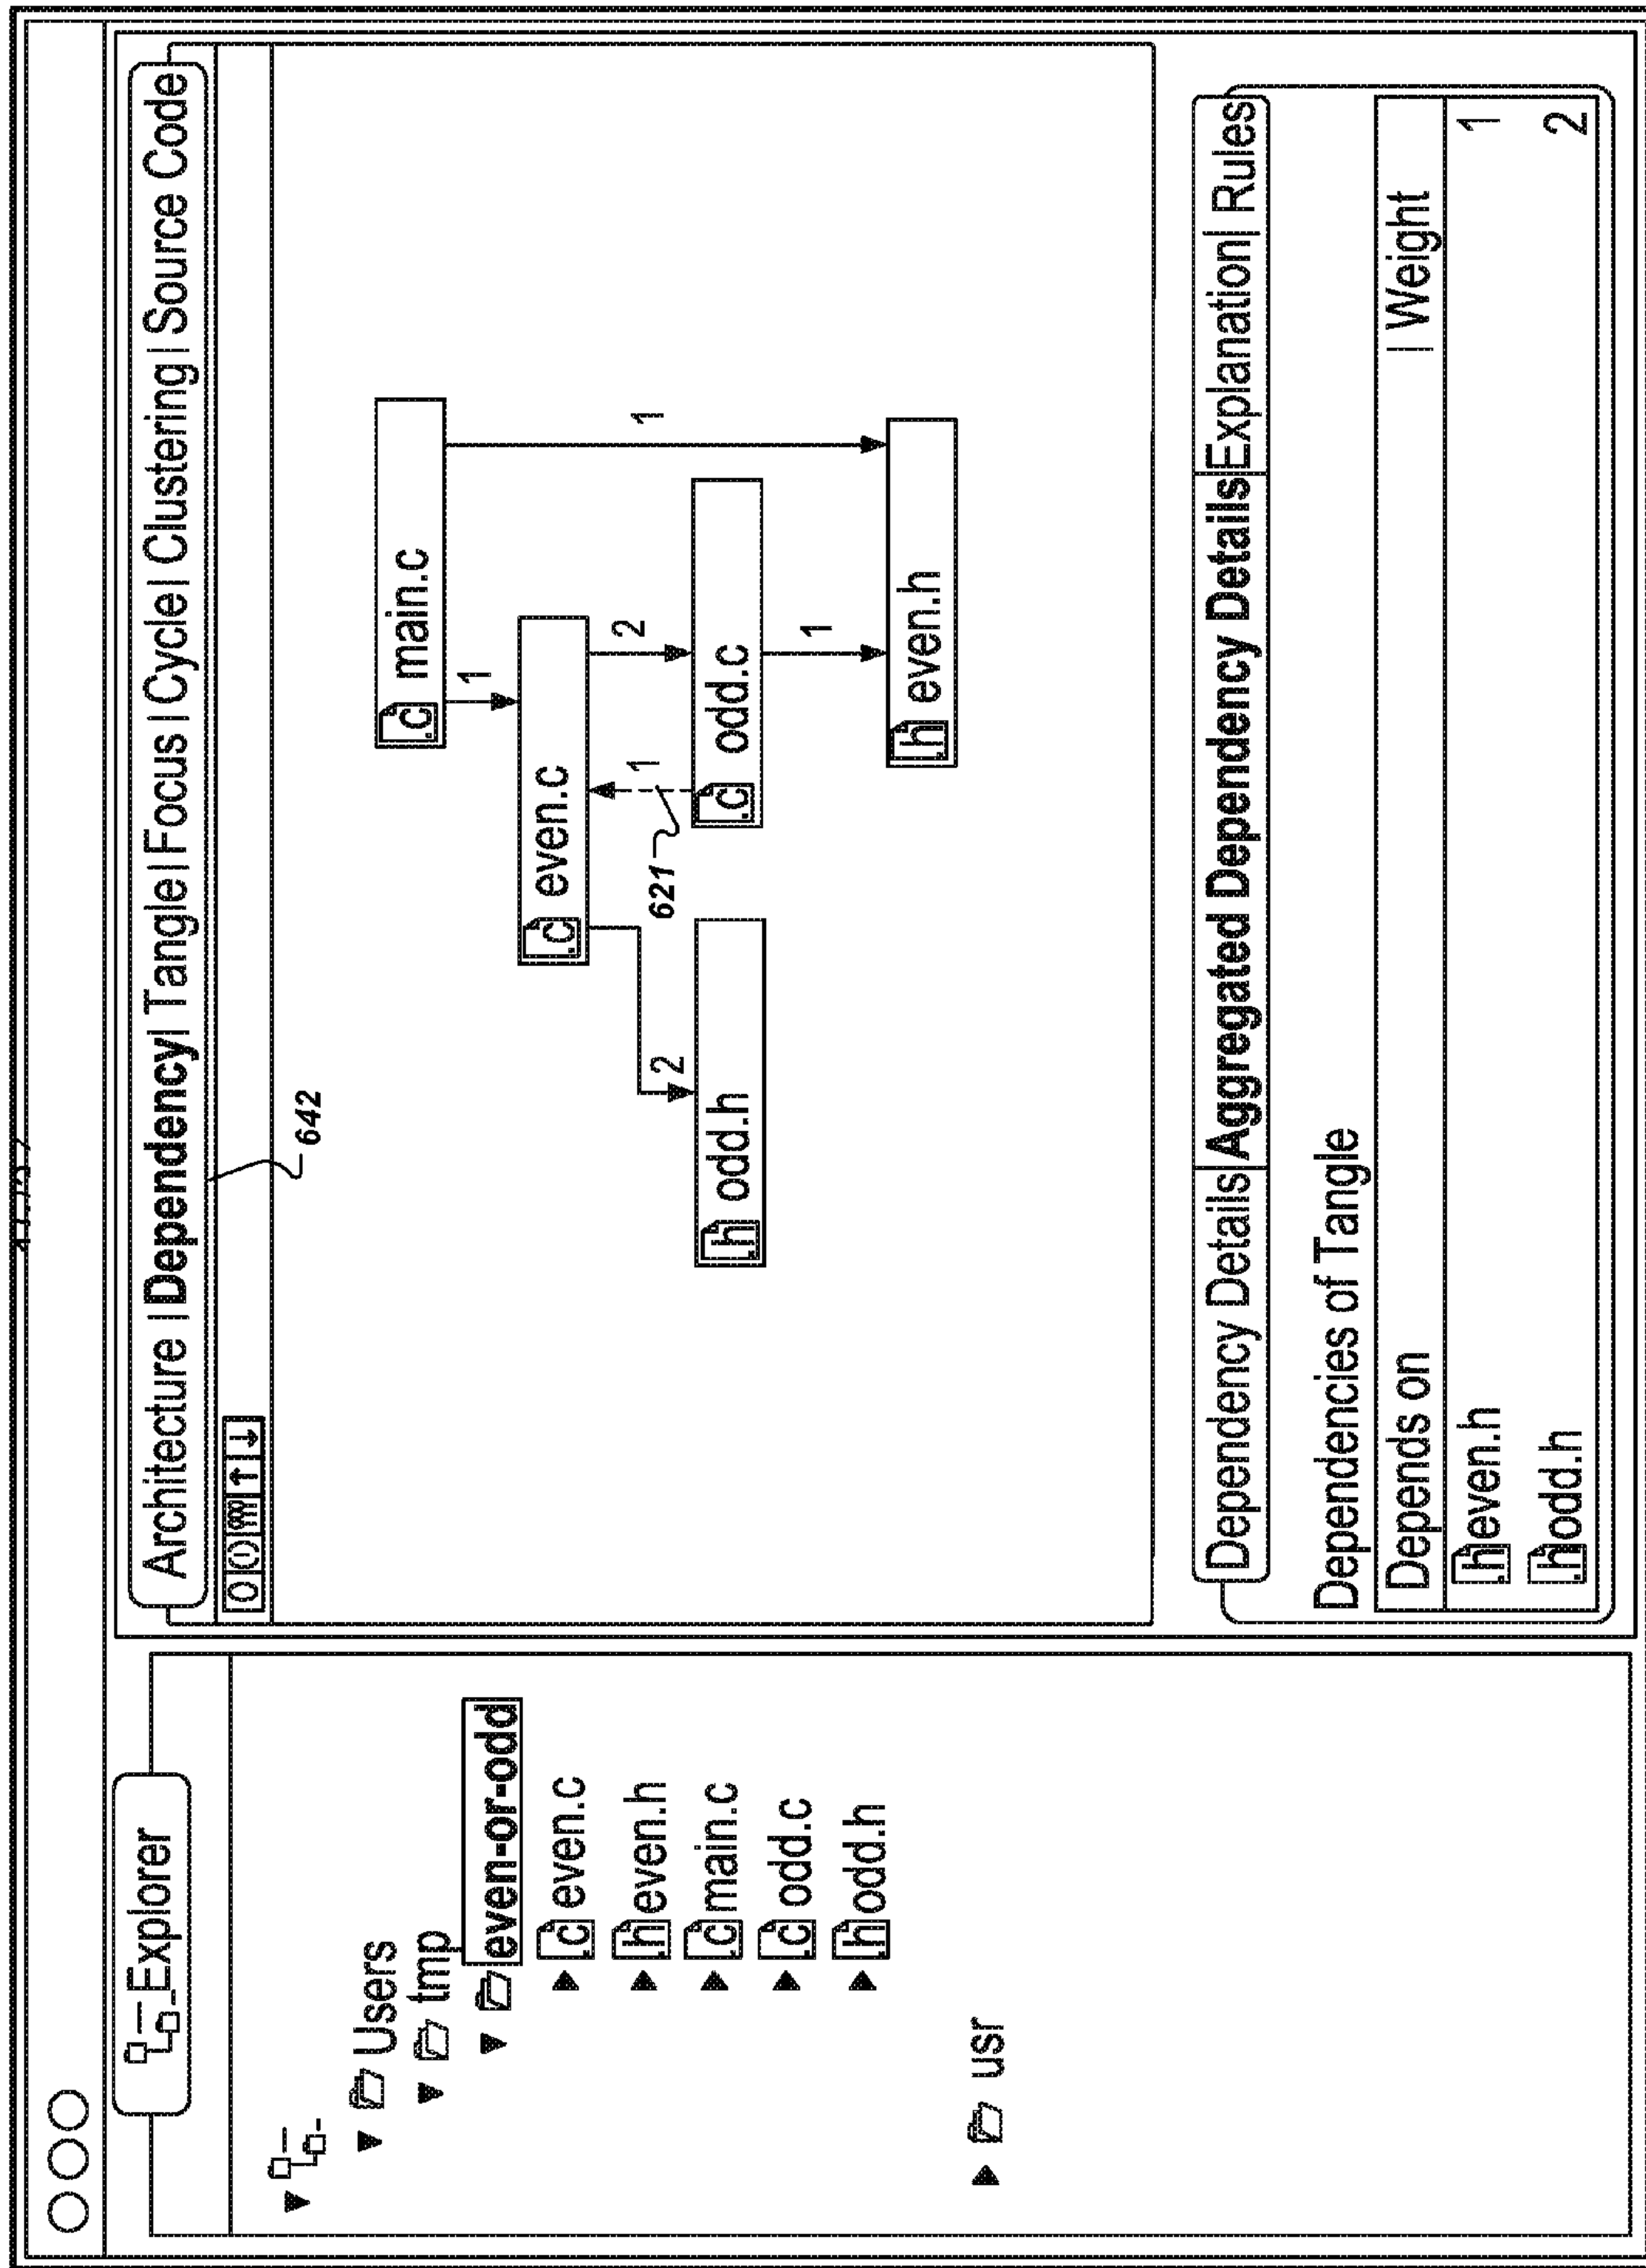 Explorer
Users
tmp
even-or-odd
.c even.c
.h even.h
.c main.c
.c odd.c
.h odd.h
usr
Architecture | Dependency | Tangle | Focus | Cycle | Clustering | Source Code
642
.c main.c
1
1
.c even.c
2
1
621
2
.h odd.h
.c odd.c
1
.h even.h
Dependency Details | Aggregated Dependency Details | Explanation | Rules
Dependencies of Tangle
Depends on | Weight
.h even.h 1
.h odd.h 2